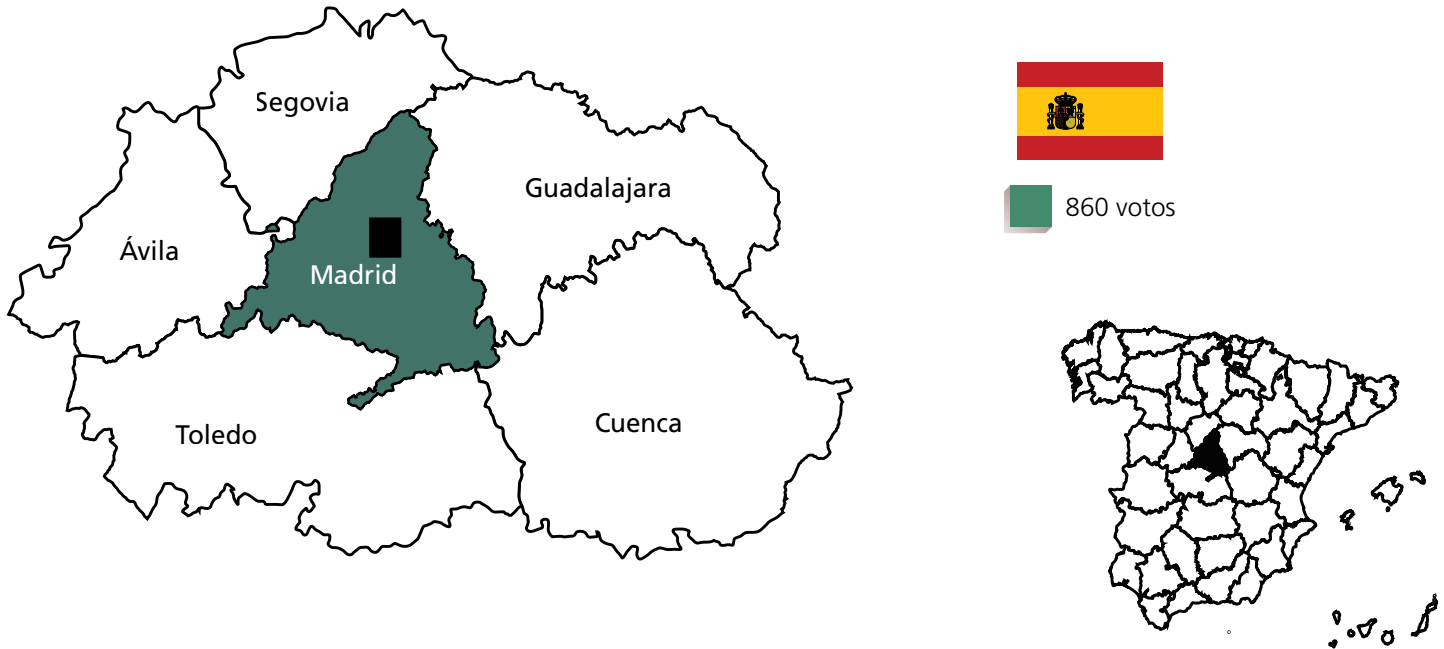 Segovia
Guadalajara
860 votos
Ávila
Madrid
Toledo
Cuenca